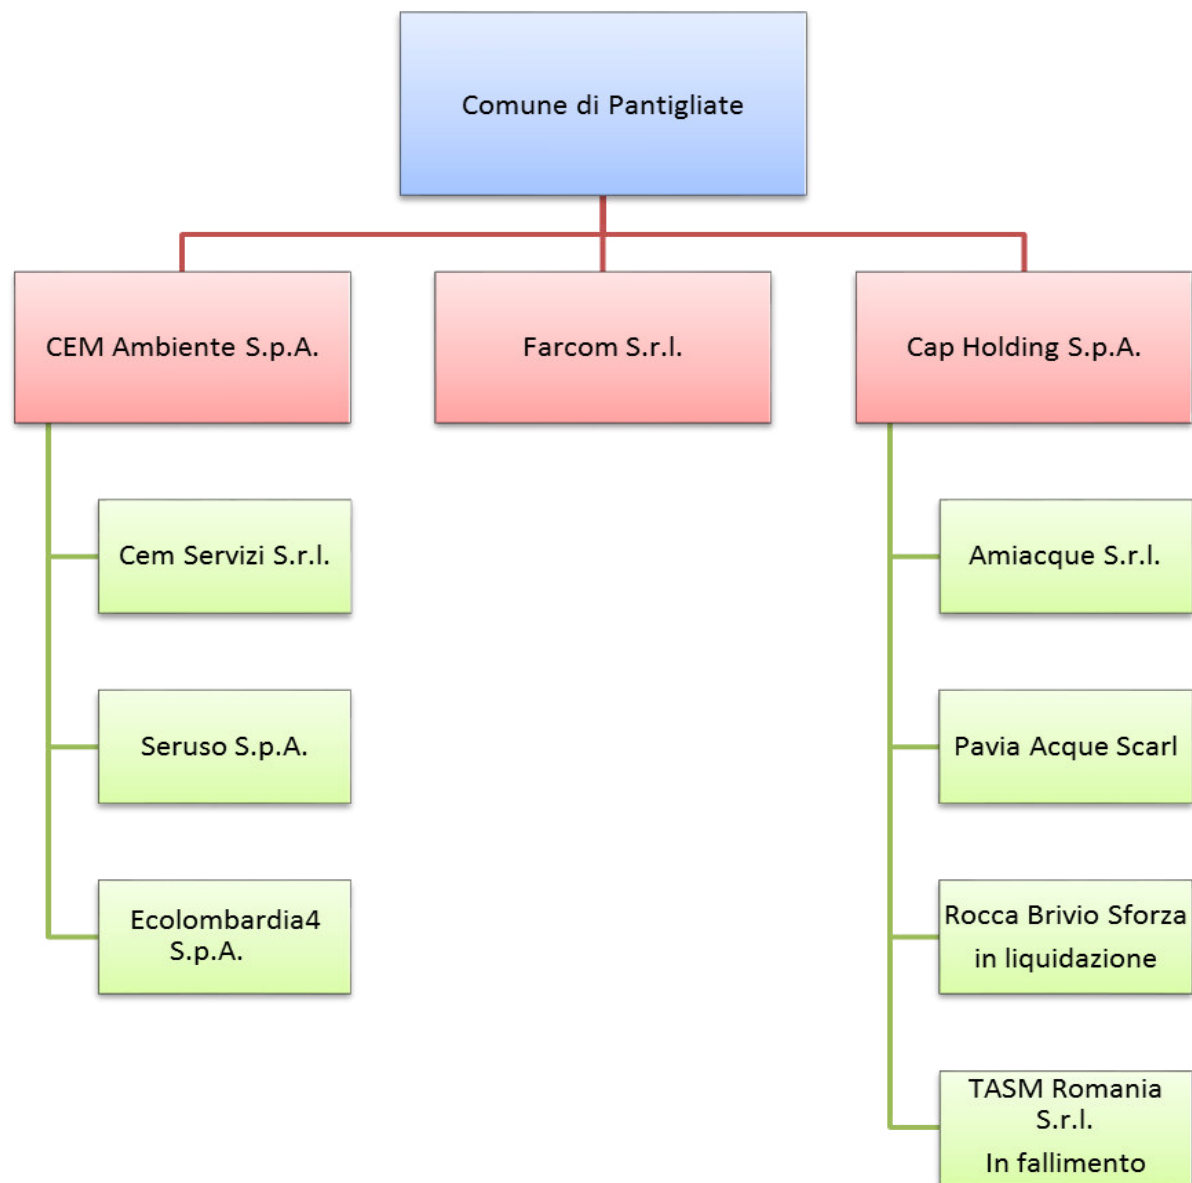 Comune di Pantigliate
CEM Ambiente S.p.A.
Farcom S.r.l.
Cap Holding S.p.A.
Cem Servizi S.r.l.
Seruso S.p.A.
Ecolombardia4
S.p.A.
Amiacque S.r.l.
Pavia Acque Scarl
Rocca Brivio Sforza
in liquidazione
TASM Romania
S.r.l.
In fallimento